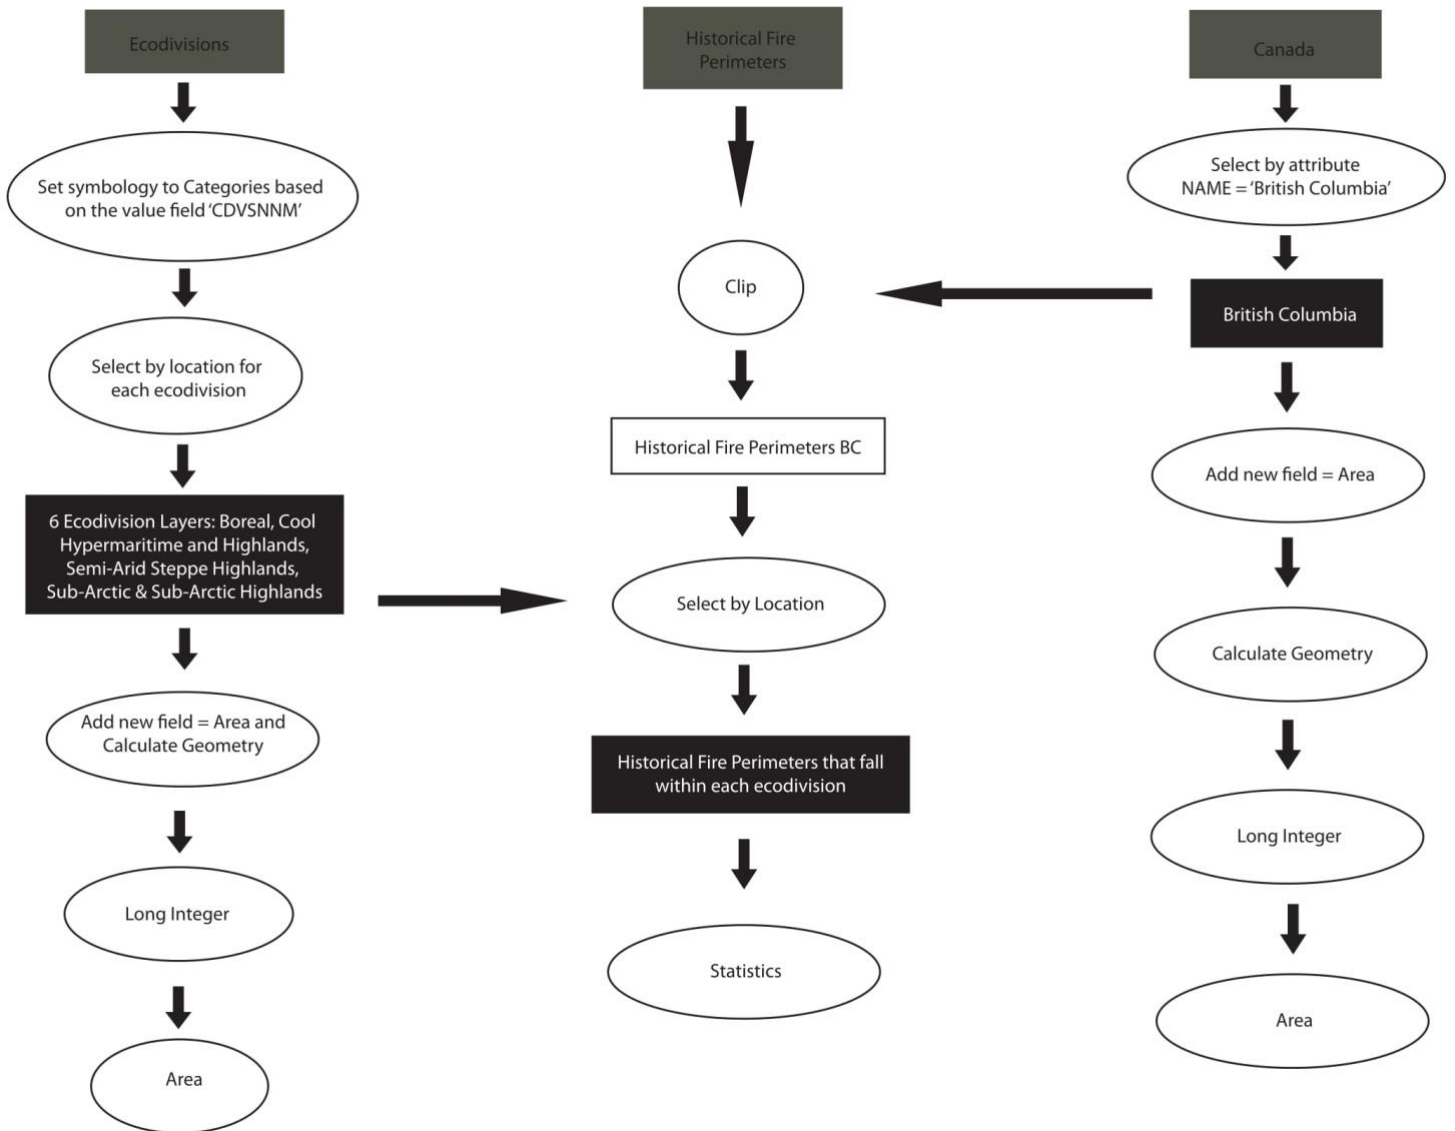 Ecodivisions
Set symbology to Categories based
on the value field ‘CDVSNNM’
Select by location for
each ecodivision
6 Ecodivision Layers: Boreal, Cool
Hypermaritime and Highlands,
Semi-Arid Steppe Highlands,
Sub-Arctic & Sub-Arctic Highlands
Add new field = Area and
Calculate Geometry
Long Integer
Area
Historical Fire
Perimeters
Clip
Historical Fire Perimeters BC
Select by Location
Historical Fire Perimeters that fall
within each ecodivision
Statistics
Canada
Select by attribute
NAME = ‘British Columbia’
British Columbia
Add new field = Area
Calculate Geometry
Long Integer
Area